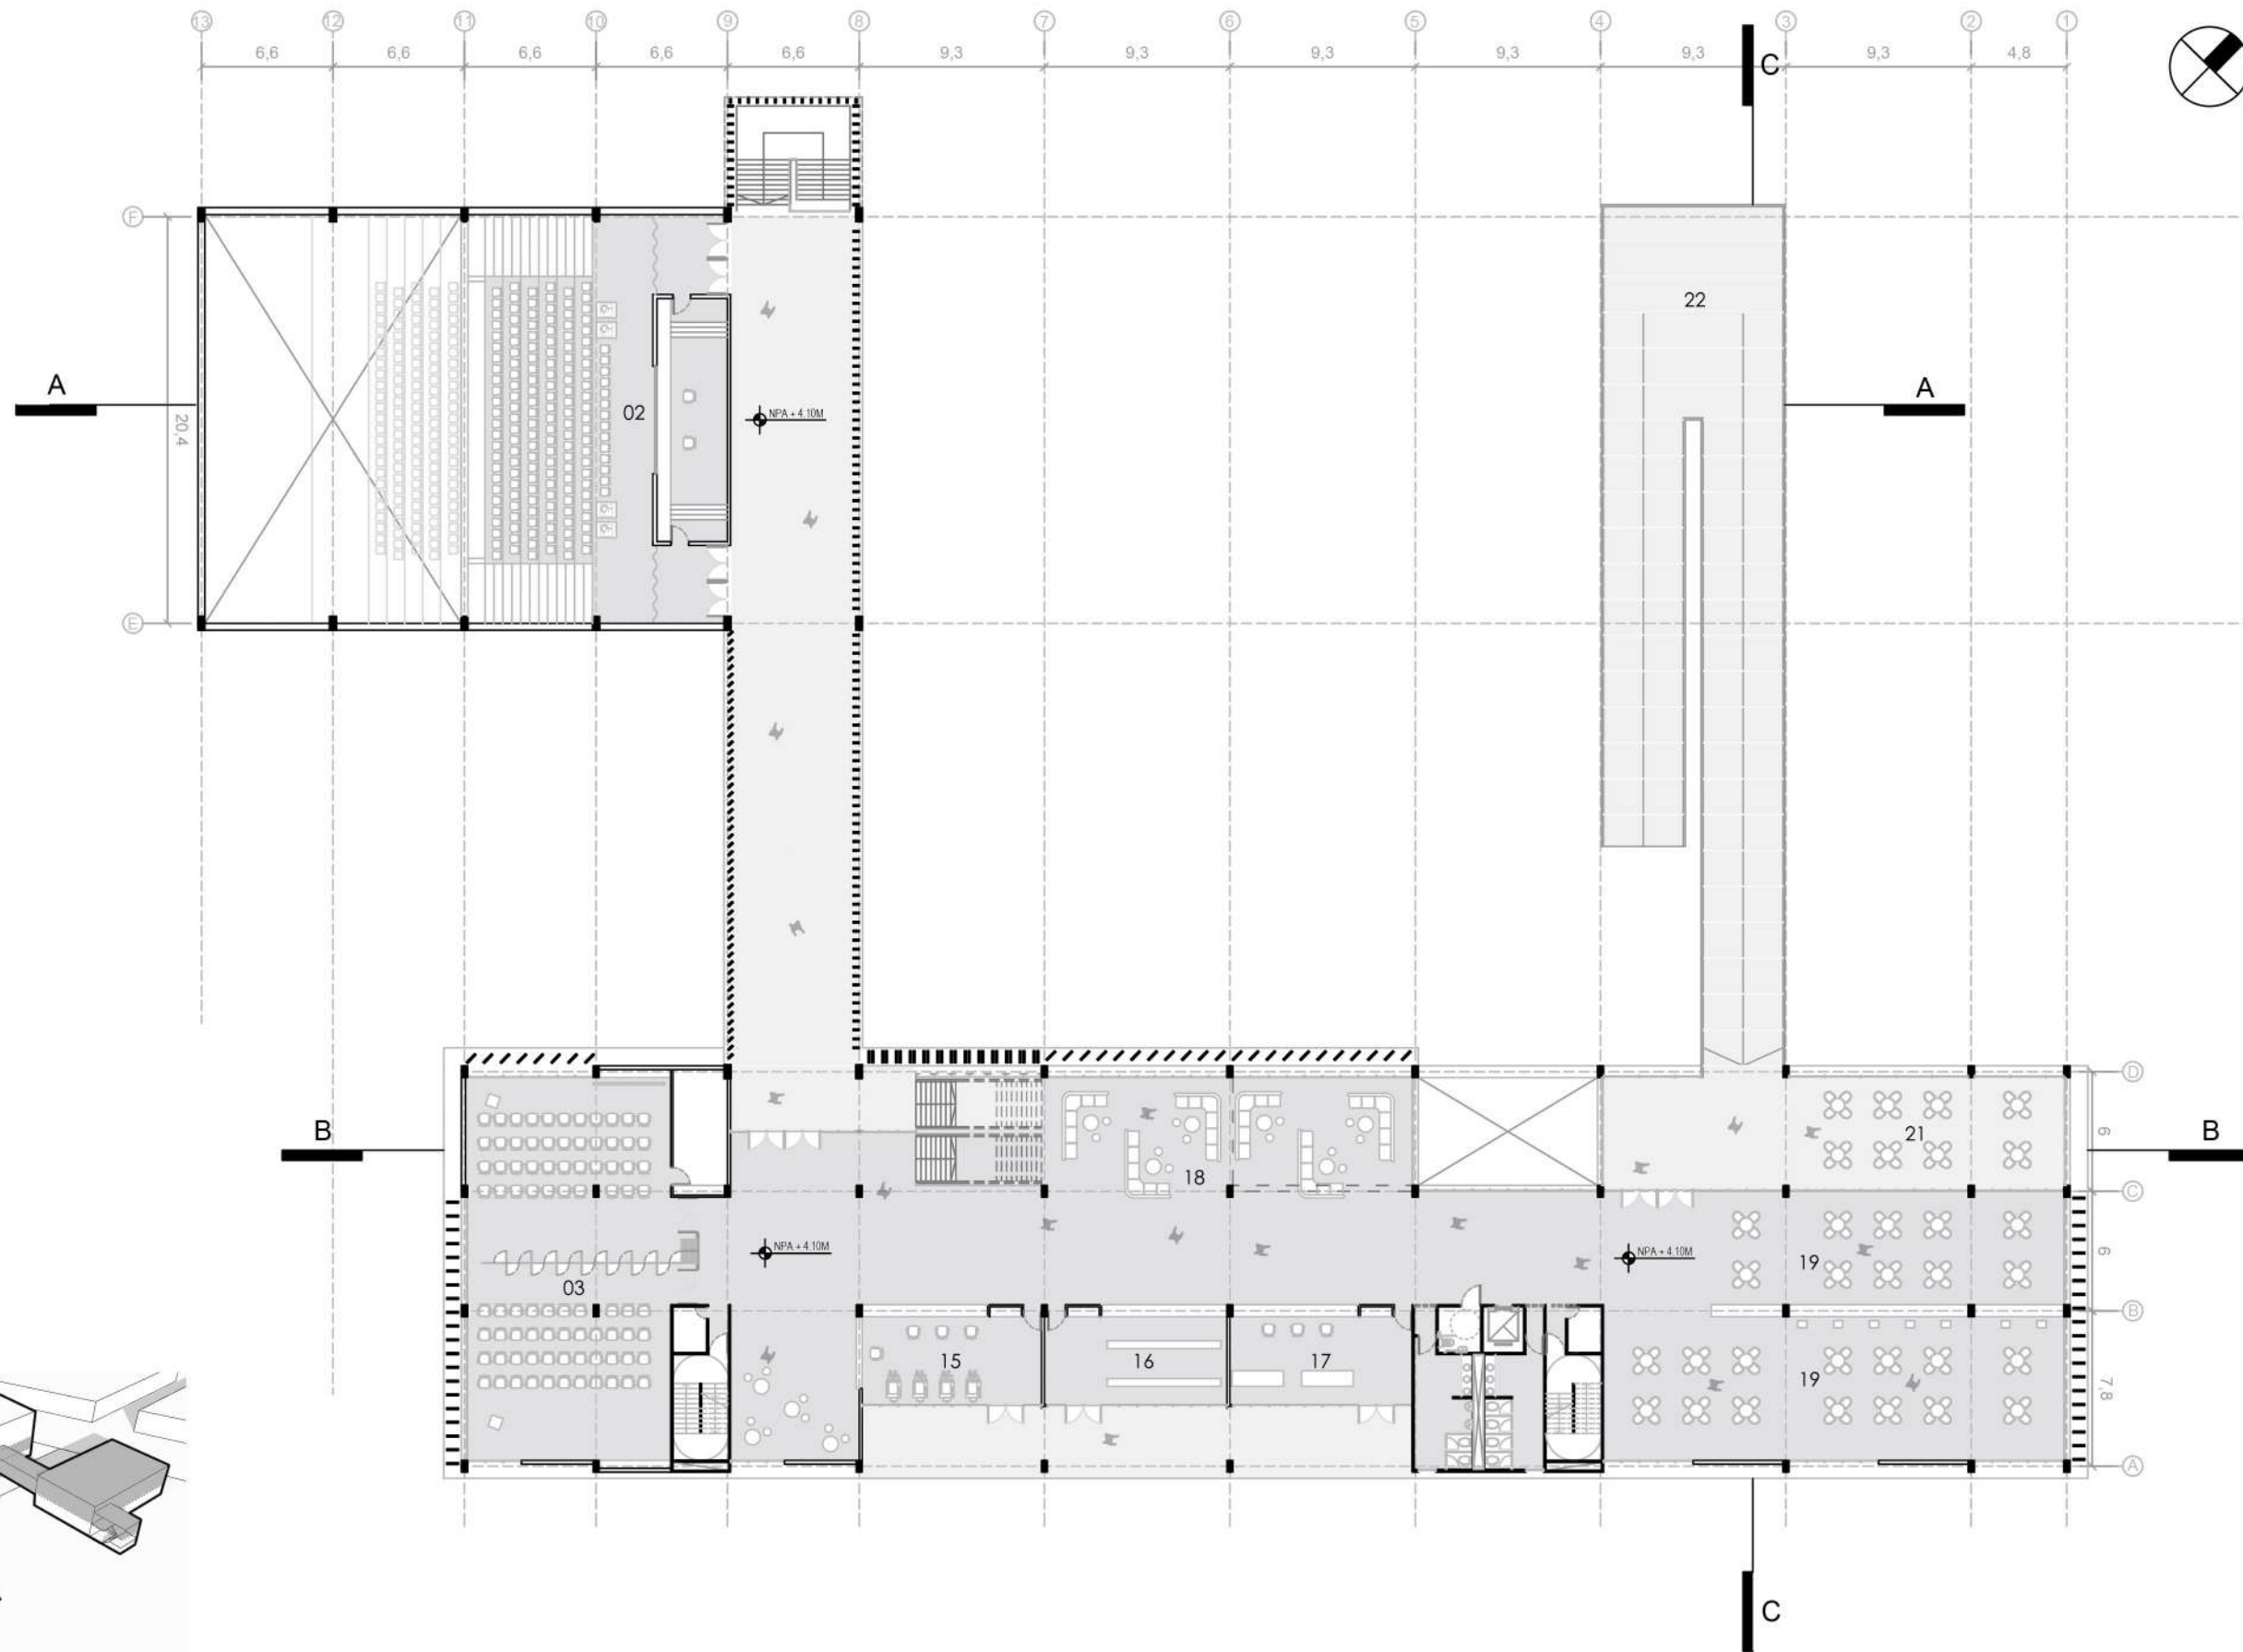 13 12 11 10 9 8 7 6 5 4 3 2 1
6,6 6,6 6,6 6,6 6,6 9,3 9,3 9,3 9,3 9,3 9,3 4,8
C
F
22
A A
20,4
02
NPA + 4.10M
E
D
B B
21
6
18
C
NPA + 4.10M
NPA + 4.10M
19
6
03
B
15 16 17
19
7,8
A
C